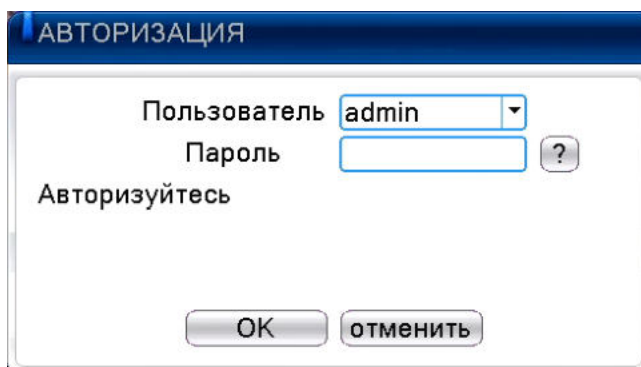 АВТОРИЗАЦИЯ
Пользователь admin
Пароль ?
Авторизуйтесь
OK отменить